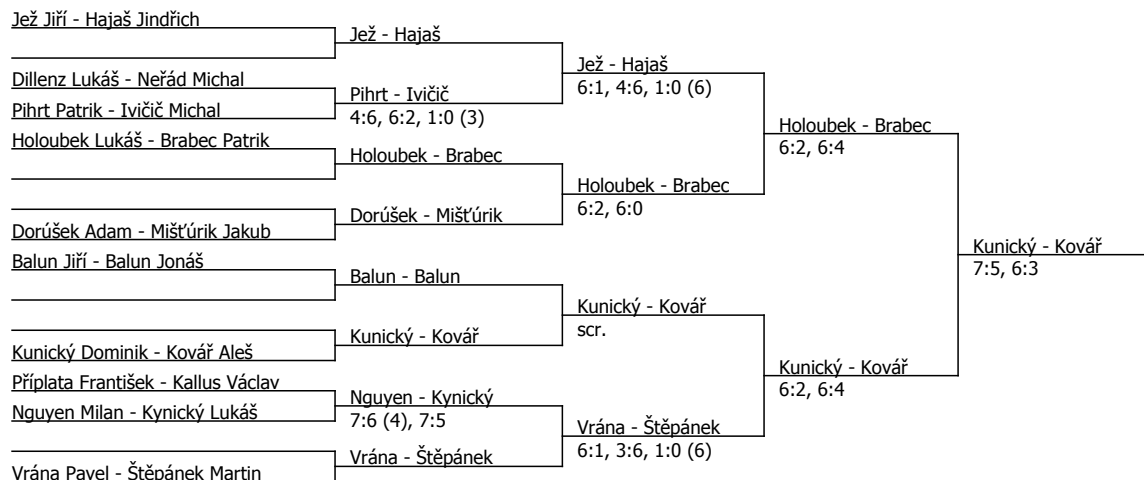 Jež Jiří - Hajaš Jindřich
Dillenz Lukáš - Neřád Michal
Pihrt Patrik - Ivičič Michal
Holoubek Lukáš - Brabec Patrik
Dorúšek Adam - Mišťúrik Jakub
Balun Jiří - Balun Jonáš
Kunický Dominik - Kovář Aleš
Příplata František - Kallus Václav
Nguyen Milan - Kynický Lukáš
Vrána Pavel - Štěpánek Martin
Jež - Hajaš
Pihrt - Ivičič
4:6, 6:2, 1:0 (3)
Holoubek - Brabec
Dorúšek - Mišťúrik
Balun - Balun
Kunický - Kovář
Nguyen - Kynický
7:6 (4), 7:5
Vrána - Štěpánek
Jež - Hajaš
6:1, 4:6, 1:0 (6)
Holoubek - Brabec
6:2, 6:0
Kunický - Kovář
scr.
Vrána - Štěpánek
6:1, 3:6, 1:0 (6)
Holoubek - Brabec
6:2, 6:4
Kunický - Kovář
6:2, 6:4
Kunický - Kovář
7:5, 6:3